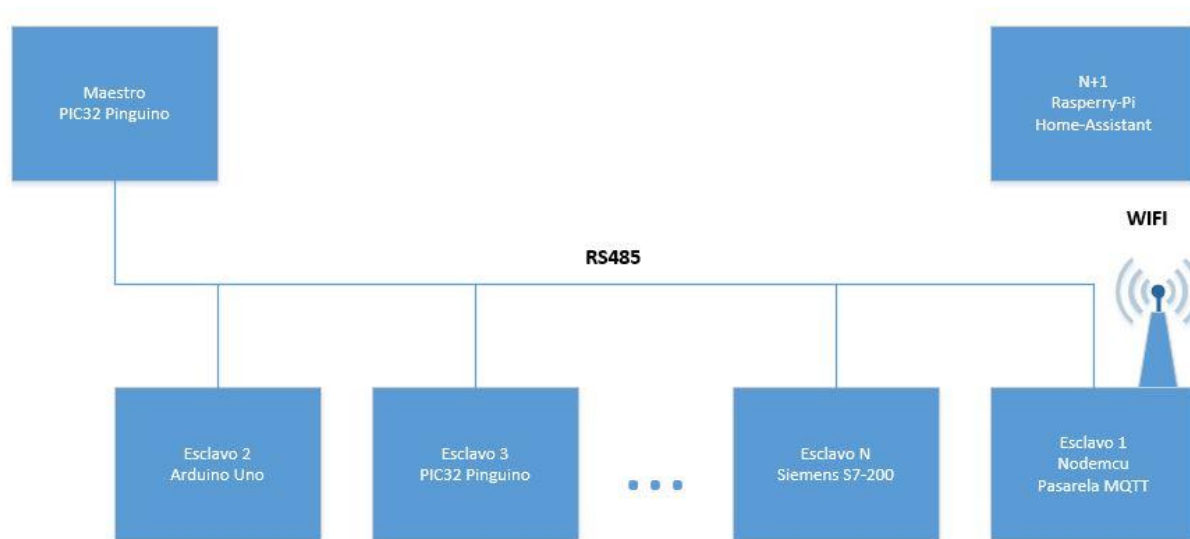 Maestro
PIC32 Pinguino
N+1
Rasperry-Pi
Home-Assistant
WIFI
RS485
Esclavo 2
Arduino Uno
Esclavo 3
PIC32 Pinguino
Esclavo N
Siemens S7-200
Esclavo 1
Nodemcu
Pasarela MQTT